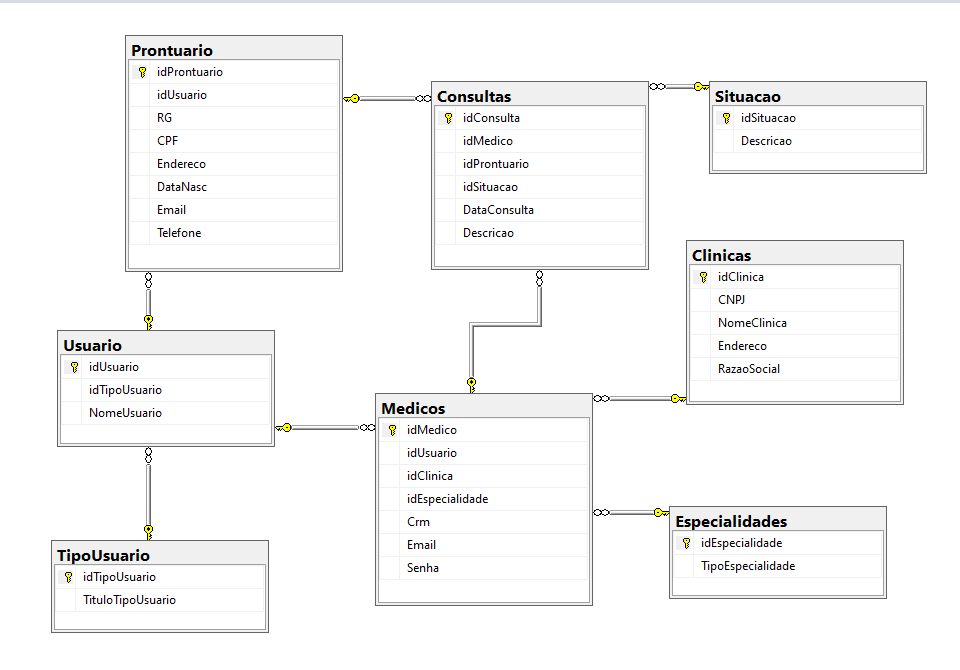 Prontuario
idProntuario
idUsuario
RG
CPF
Endereco
DataNasc
Email
Telefone
Consultas
idConsulta
idMedico
idProntuario
idSituacao
DataConsulta
Descricao
Situacao
idSituacao
Descricao
Clinicas
idClinica
CNPJ
NomeClinica
Endereco
RazaoSocial
Usuario
idUsuario
idTipoUsuario
NomeUsuario
Medicos
idMedico
idUsuario
idClinica
idEspecialidade
Crm
Email
Senha
Especialidades
idEspecialidade
TipoEspecialidade
TipoUsuario
idTipoUsuario
TituloTipoUsuario